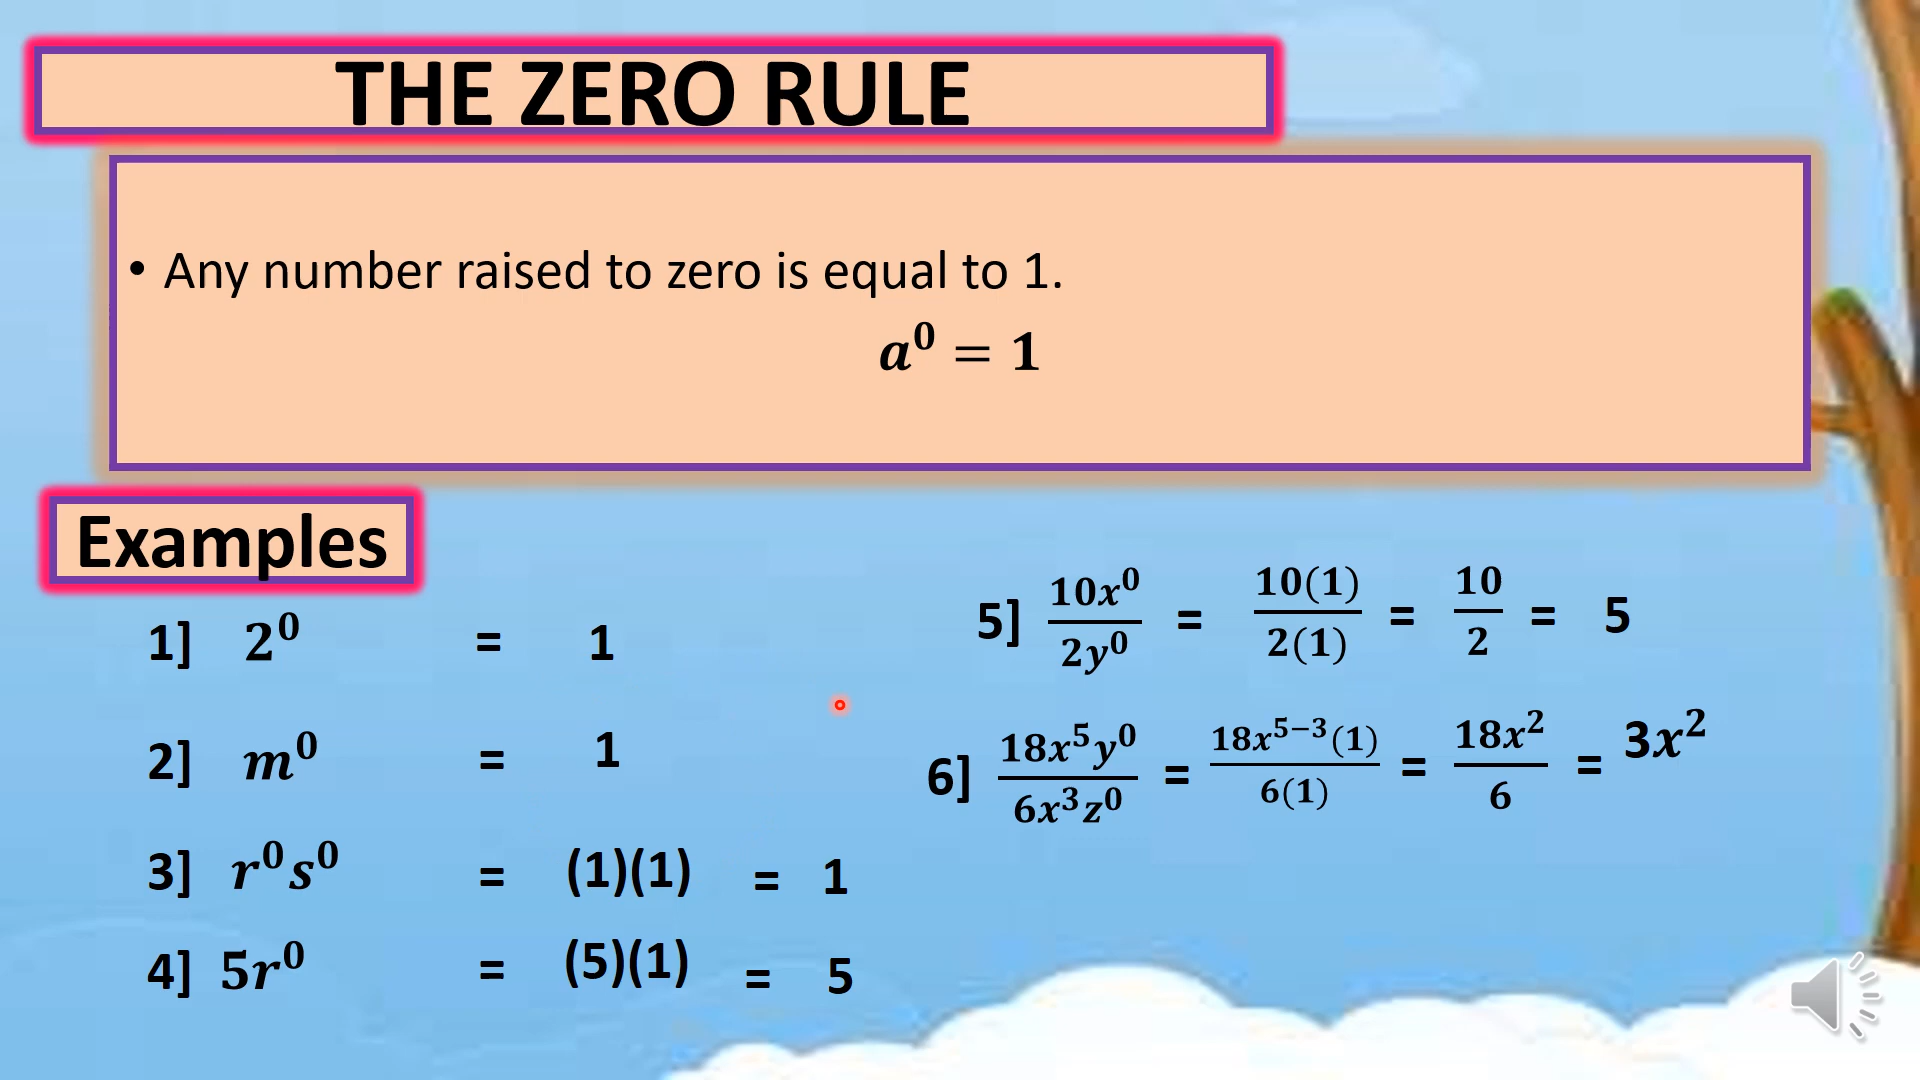 THE ZERO RULE
• Any number raised to zero is equal to 1.
a⁰ = 1
Examples
1] 2⁰ = 1
2] m⁰ = 1
3] r⁰s⁰ = (1)(1) = 1
4] 5r⁰ = (5)(1) = 5
5] 10x⁰/2y⁰ = 10(1)/2(1) = 10/2 = 5
6] 18x⁵y⁰/6x³z⁰ = 18x⁵⁻³(1)/6(1) = 18x²/6 = 3x²